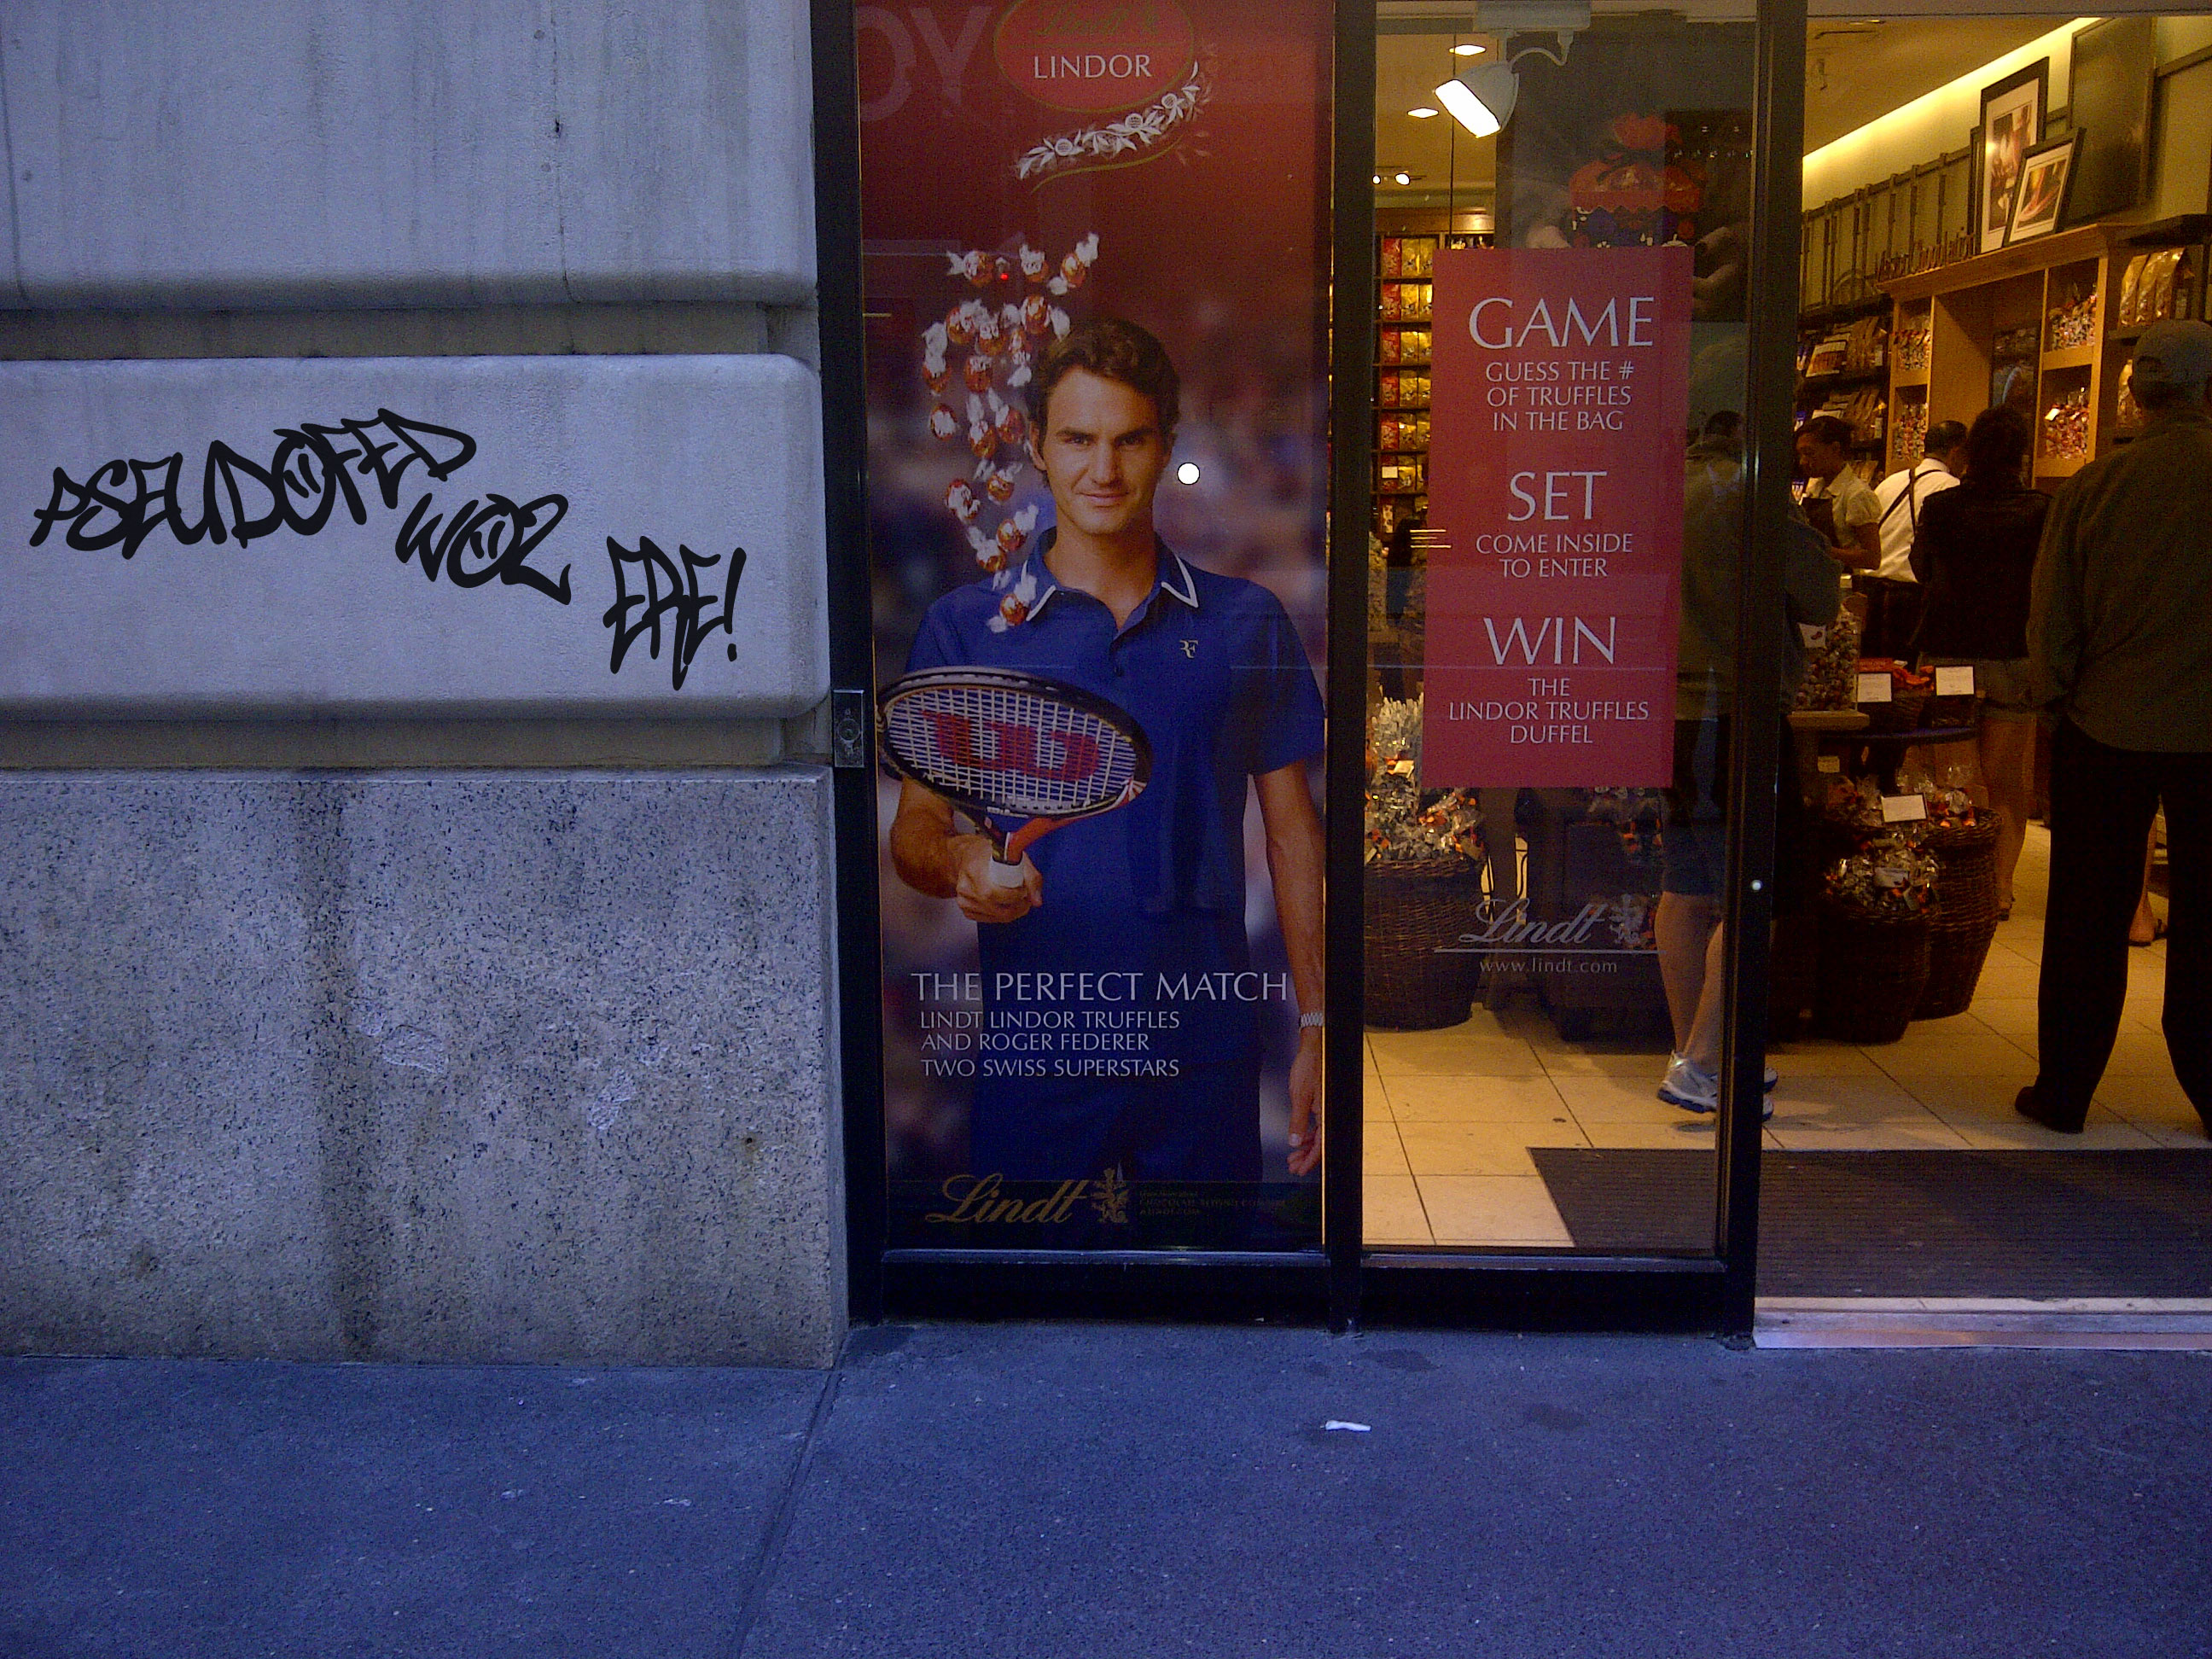 PSEUDOFED
WOZ
ERE!
Lindt
LINDOR
THE PERFECT MATCH
LINDT LINDOR TRUFFLES
AND ROGER FEDERER
TWO SWISS SUPERSTARS
Lindt
RF
GAME
GUESS THE #
OF TRUFFLES
IN THE BAG
SET
COME INSIDE
TO ENTER
WIN
THE
LINDOR TRUFFLES
DUFFEL
Lindt
www.lindt.com